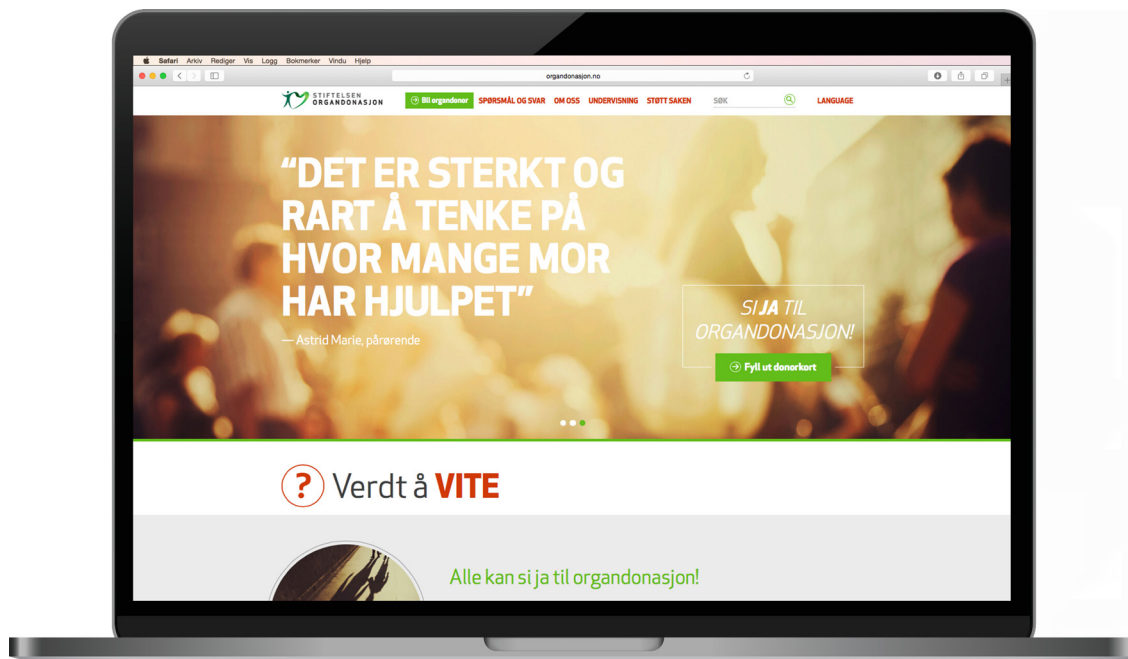 Safari Arkiv Rediger Vis Logg Bokmerker Vindu Hjelp
organdonasjon.no
STIFTELSEN
ORGANDONASJON
Bli organdonor SPØRSMÅL OG SVAR OM OSS UNDERVISNING STØTT SAKEN SØK LANGUAGE
“DET ER STERKT OG
RART Å TENKE PÅ
HVOR MANGE MOR
HAR HJULPET”
— Astrid Marie, pårørende
SI JA TIL
ORGANDONASJON!
Fyll ut donorkort
? Verdt å VITE
Alle kan si ja til organdonasjon!